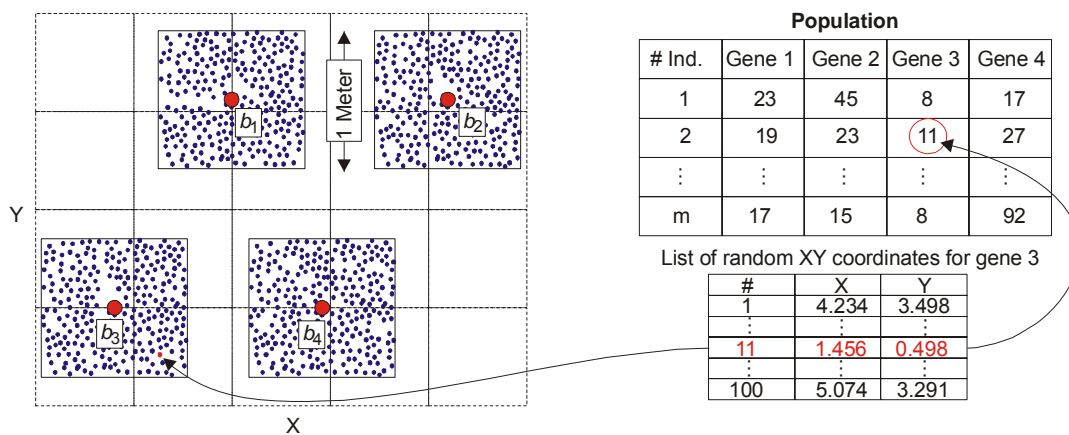 b1
b2
1 Meter
Y
b3
b4
X
Population
# Ind. Gene 1 Gene 2 Gene 3 Gene 4
1 23 45 8 17
2 19 23 11 27
⋮ ⋮ ⋮ ⋮ ⋮
m 17 15 8 92
List of random XY coordinates for gene 3
# X Y
1 4.234 3.498
⋮ ⋮ ⋮
11 1.456 0.498
⋮ ⋮ ⋮
100 5.074 3.291